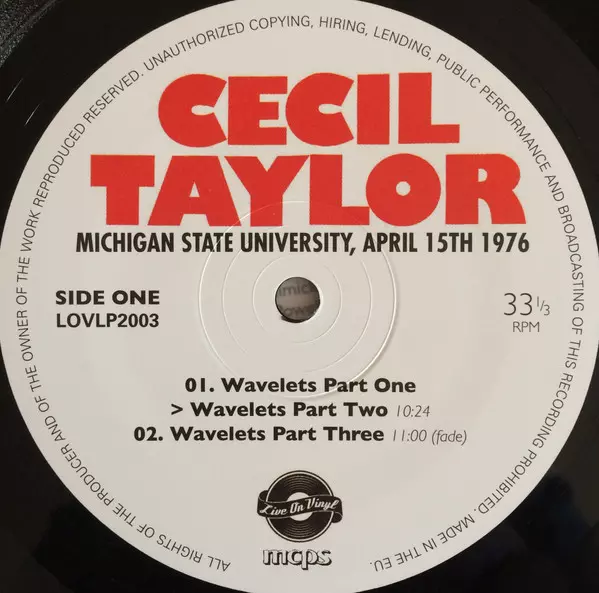 ALL RIGHTS OF THE PRODUCER AND OF THE OWNER OF THE WORK REPRODUCED RESERVED. UNAUTHORIZED COPYING, HIRING, LENDING, PUBLIC PERFORMANCE AND BROADCASTING OF THIS RECORDING PROHIBITED. MADE IN THE EU.
CECIL
TAYLOR
MICHIGAN STATE UNIVERSITY, APRIL 15TH 1976
SIDE ONE
LOVLP2003
33 1/3
RPM
01. Wavelets Part One
> Wavelets Part Two 10:24
02. Wavelets Part Three 11:00 (fade)
Live On Vinyl
mcps